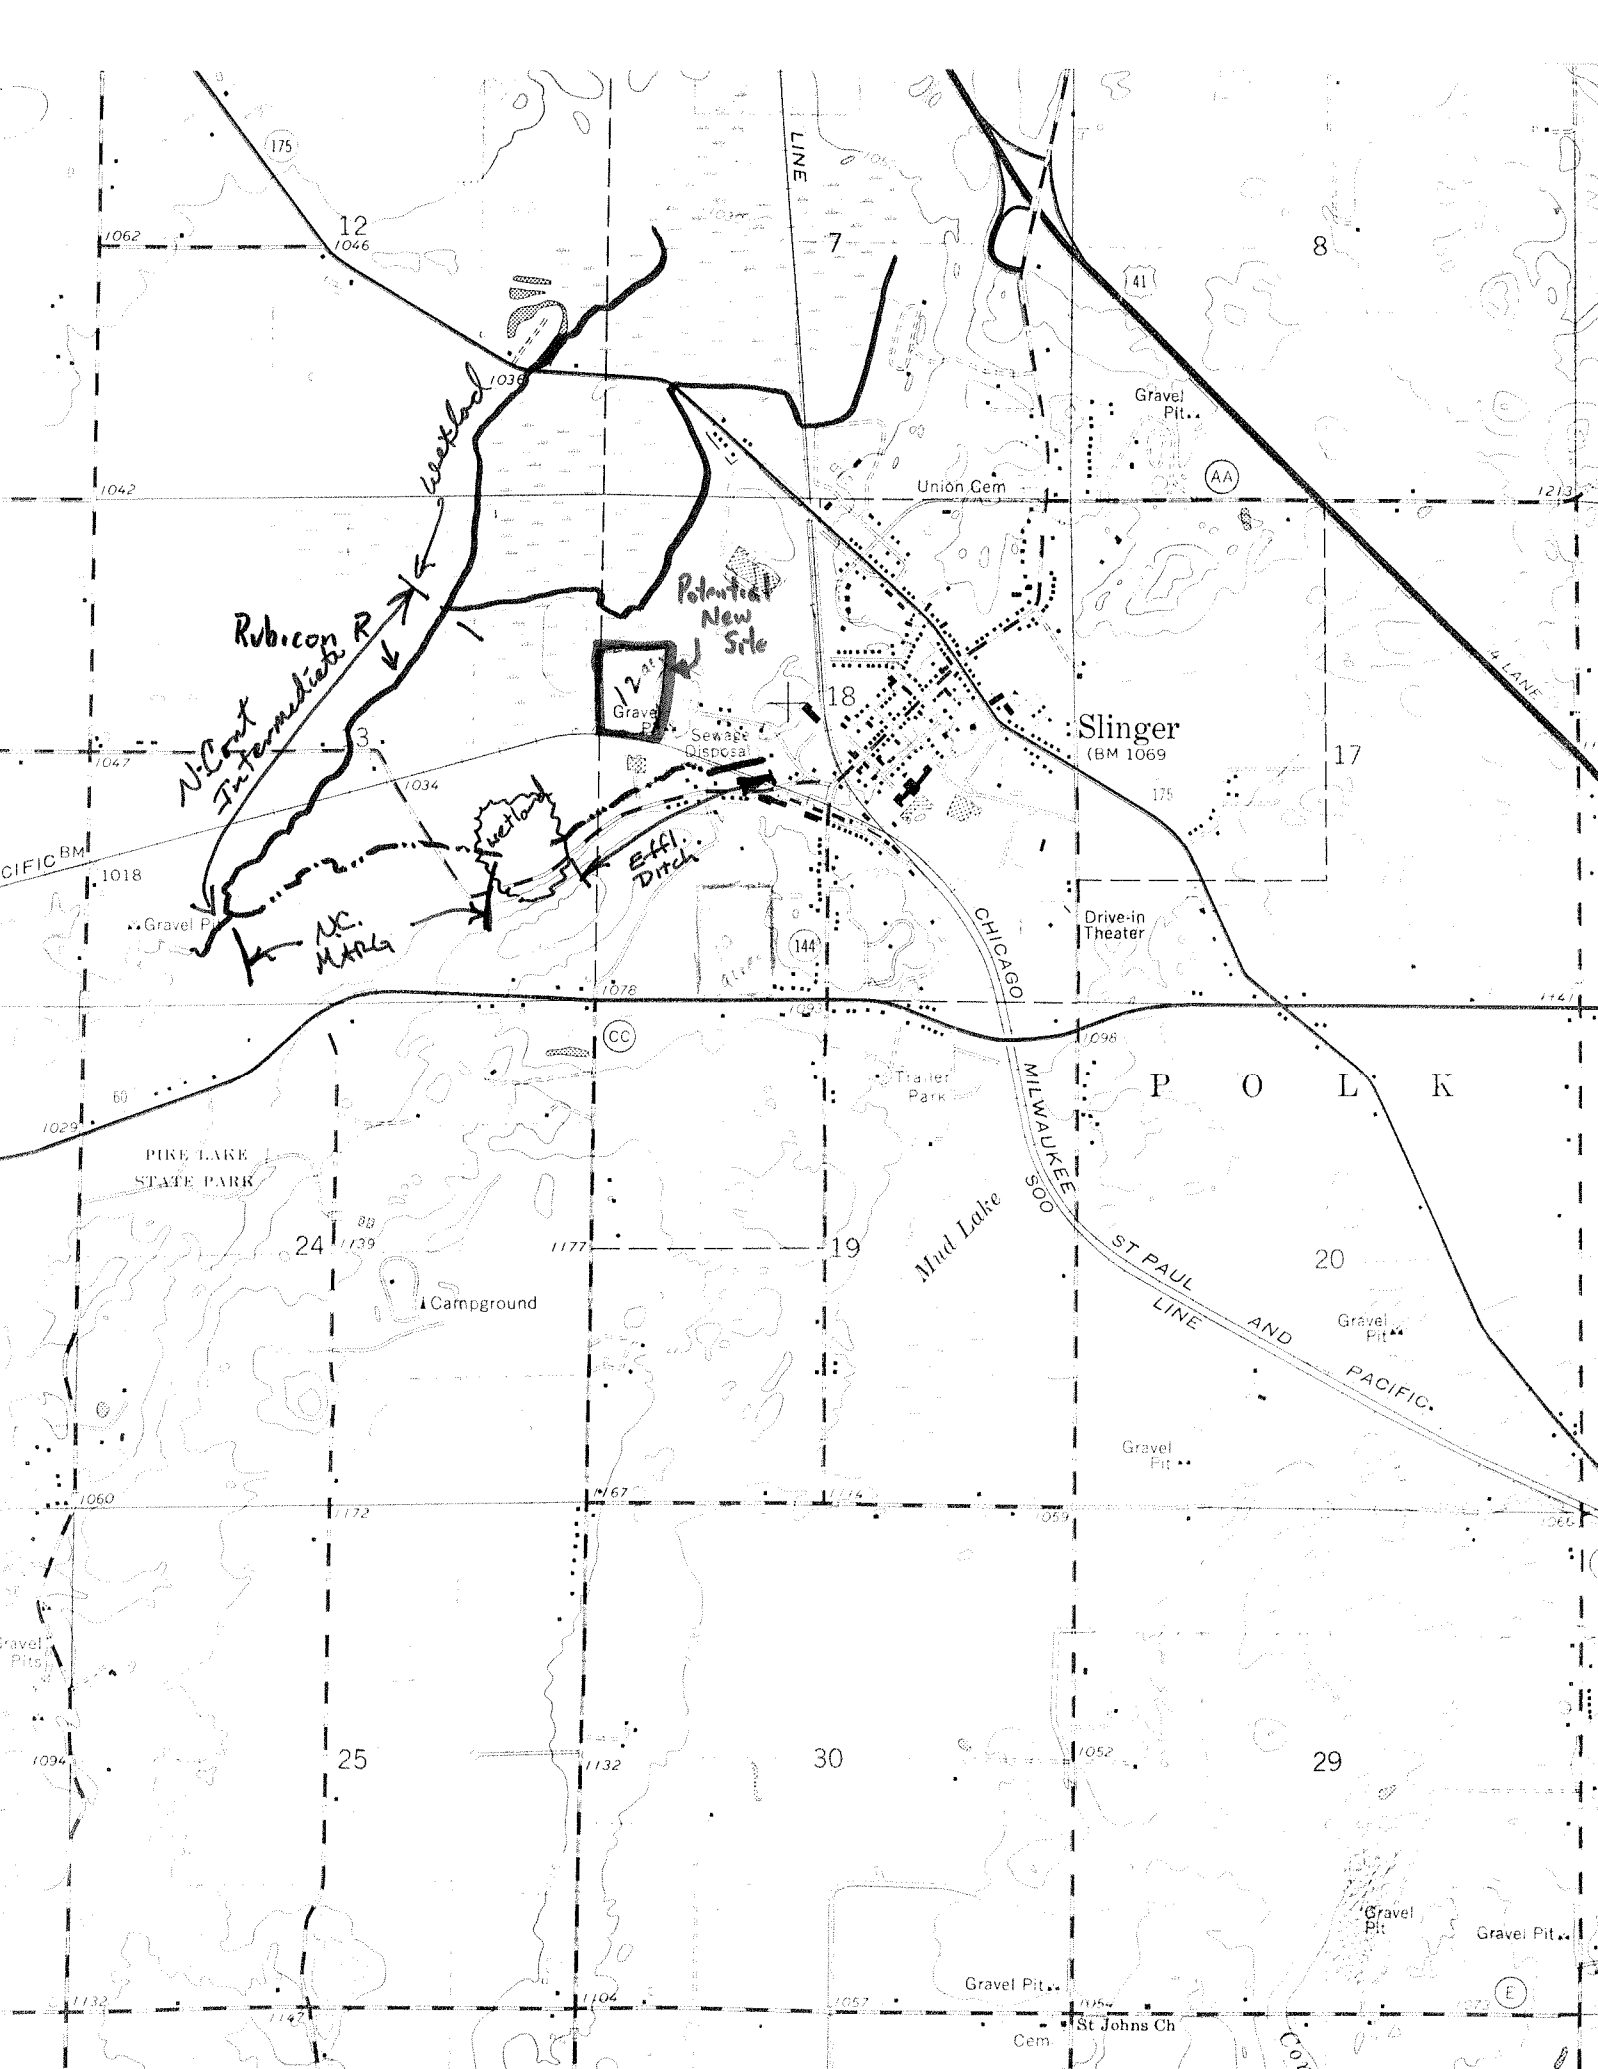 175
LINE
12
1062
1046
7
8
41
1036
Gravel
Pit
Wetland
1042
Union Cem
AA
1213
Potential
New
Site
Rubicon R
N-Cont
Intermediate
12
Gravel
18
4 LANE
Sewage
Disposal
Slinger
(BM 1069
17
3
1047
1034
175
wetland
CIFIC BM
1018
Effl.
Ditch
Gravel
N.C.
MARG
144
CHICAGO
Drive-in
Theater
1078
1093
1141
CC
1098
MILWAUKEE
SOO
Trailer
Park
P O L K
60
1029
PIKE LAKE
STATE PARK
Mud Lake
24
1139
1177
19
20
ST PAUL
LINE
AND
PACIFIC
Campground
Gravel
Pit
Gravel
Pit
1060
1172
1167
1174
1059
1066
Gravel
Pits
1094
25
1132
30
1052
29
Gravel
Pit
Gravel Pit
Gravel Pit
E
1132
1147
1104
1057
1054
St Johns Ch
Cem